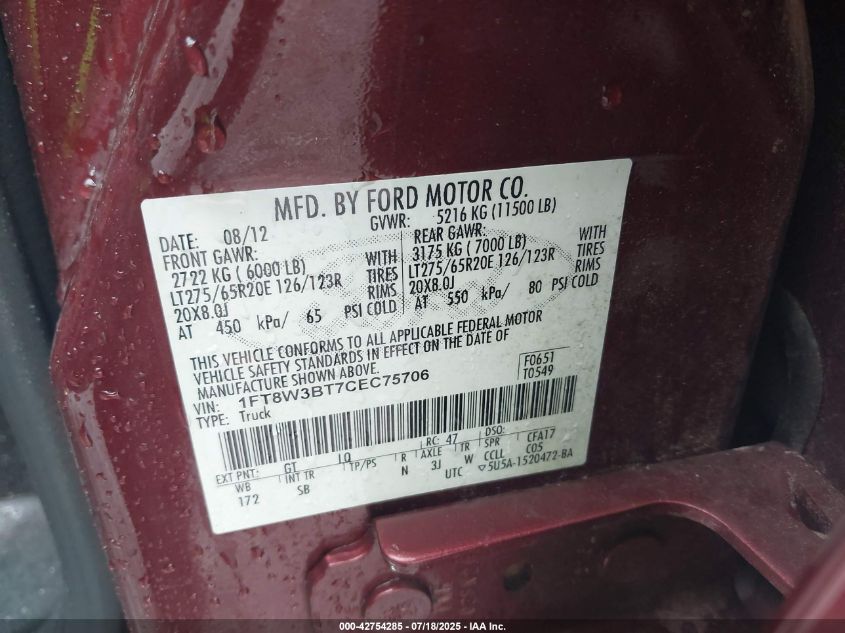 MFD. BY FORD MOTOR CO.
DATE: 08/12 GVWR: 5216 KG (11500 LB)
FRONT GAWR: REAR GAWR:
2722 KG ( 6000 LB) WITH 3175 KG ( 7000 LB) WITH
LT275/65R20E 126/123R TIRES LT275/65R20E 126/123R TIRES
20X8.0J RIMS 20X8.0J RIMS
AT 450 kPa/ 65 PSI COLD AT 550 kPa/ 80 PSI COLD
THIS VEHICLE CONFORMS TO ALL APPLICABLE FEDERAL MOTOR
VEHICLE SAFETY STANDARDS IN EFFECT ON THE DATE OF
MANUFACTURE SHOWN ABOVE.
VIN: 1FT8W3BT7CEC75706 F0651
TYPE: Truck T0549
EXT PNT: GT LQ RC: 47 DSO:
WB INT TR TP/PS R AXLE TR SPR CFA17
172 SB N 3J W CCLL C05
UTC ▽5U5A-1520472-BA
000-42754285 - 07/18/2025 - IAA Inc.